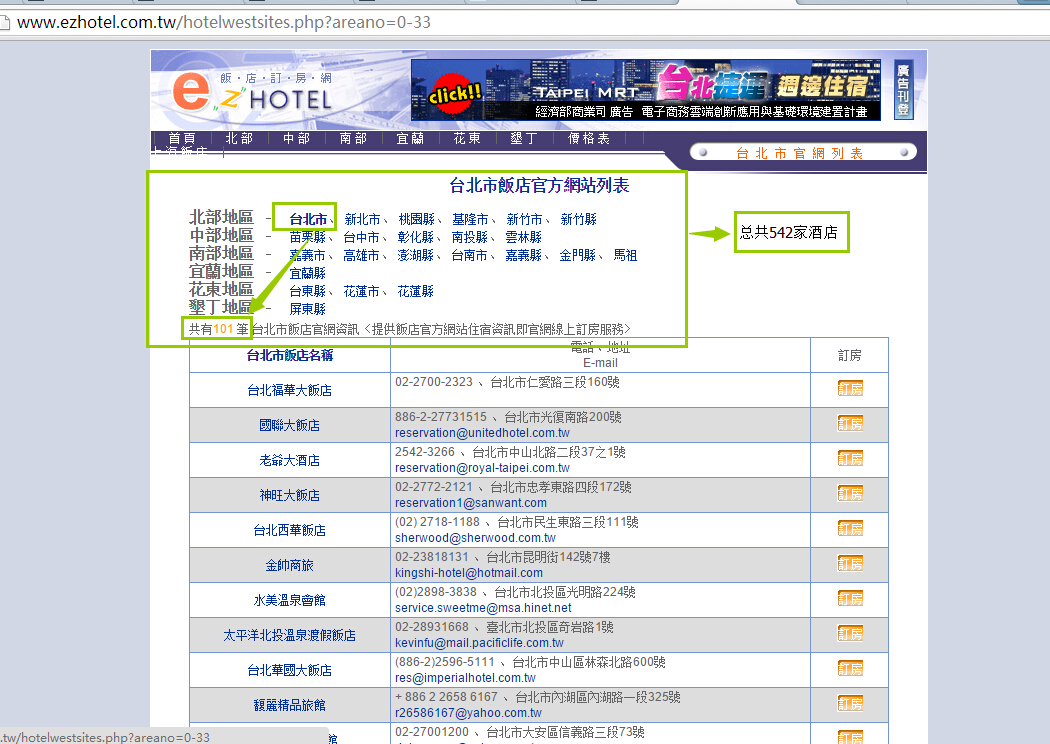 www.ezhotel.com.tw/hotelwestsites.php?areano=0-33
飯‧店‧訂‧房‧網
ezHOTEL
click!!
TAIPEI MRT 台北捷運 週邊住宿
經濟部商業司 廣告 電子商務雲端創新應用與基礎環境建置計畫
廣告刊登
首頁 北部 中部 南部 宜蘭 花東 墾丁 價格表
上海飯店
台北市官網列表
台北市飯店官方網站列表
北部地區 - 台北市、 新北市、 桃園縣、 基隆市、 新竹市、 新竹縣
中部地區 - 苗栗縣、 台中市、 彰化縣、 南投縣、 雲林縣
南部地區 - 嘉義市、 高雄市、 澎湖縣、 台南市、 嘉義縣、 金門縣、 馬祖
宜蘭地區 - 宜蘭縣
花東地區 - 台東縣、 花蓮市、 花蓮縣
墾丁地區 - 屏東縣
总共542家酒店
共有101 筆 台北市飯店官網資訊 <提供飯店官方網站住宿資訊即官網線上訂房服務>
台北市飯店名稱 電話、地址 訂房
E-mail
台北福華大飯店 02-2700-2323 、 台北市仁愛路三段160號 訂房
國聯大飯店 886-2-27731515 、 台北市光復南路200號 訂房
reservation@unitedhotel.com.tw
老爺大酒店 2542-3266 、 台北市中山北路二段37之1號 訂房
reservation@royal-taipei.com.tw
神旺大飯店 02-2772-2121 、 台北市忠孝東路四段172號 訂房
reservation1@sanwant.com
台北西華飯店 (02) 2718-1188 、 台北市民生東路三段111號 訂房
sherwood@sherwood.com.tw
金帥商旅 02-23818131 、 台北市昆明街142號7樓 訂房
kingshi-hotel@hotmail.com
水美溫泉會館 (02)2898-3838 、 台北市北投區光明路224號 訂房
service.sweetme@msa.hinet.net
太平洋北投溫泉渡假飯店 02-28931668 、 臺北市北投區奇岩路1號 訂房
kevinfu@mail.pacificlife.com.tw
台北華國大飯店 (886-2)2596-5111 、 台北市中山區林森北路600號 訂房
res@imperialhotel.com.tw
馥麗精品旅館 + 886 2 2658 6167 、 台北市內湖區內湖路一段325號 訂房
r26586167@yahoo.com.tw
02-27001200 、 台北市大安區信義路三段73號 訂房
.tw/hotelwestsites.php?areano=0-33 館